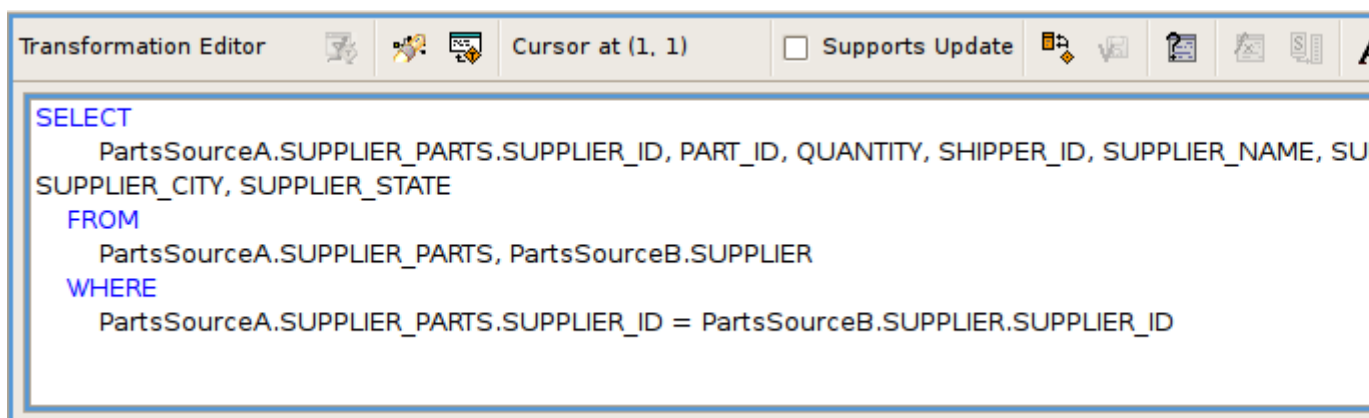 Transformation Editor Cursor at (1, 1) Supports Update
SELECT
PartsSourceA.SUPPLIER_PARTS.SUPPLIER_ID, PART_ID, QUANTITY, SHIPPER_ID, SUPPLIER_NAME,
SUPPLIER_CITY, SUPPLIER_STATE
FROM
PartsSourceA.SUPPLIER_PARTS, PartsSourceB.SUPPLIER
WHERE
PartsSourceA.SUPPLIER_PARTS.SUPPLIER_ID = PartsSourceB.SUPPLIER.SUPPLIER_ID